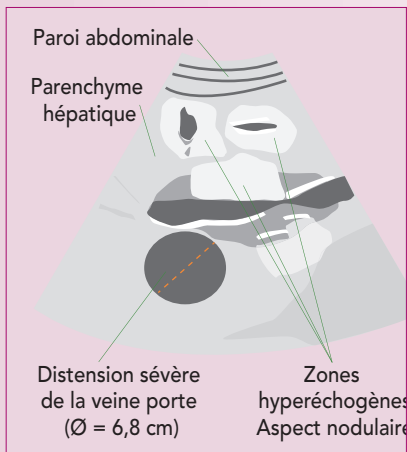 Paroi abdominale
Parenchyme
hépatique
Distension sévère
de la veine porte
(Ø = 6,8 cm)
Zones
hyperéchogènes
Aspect nodulaire